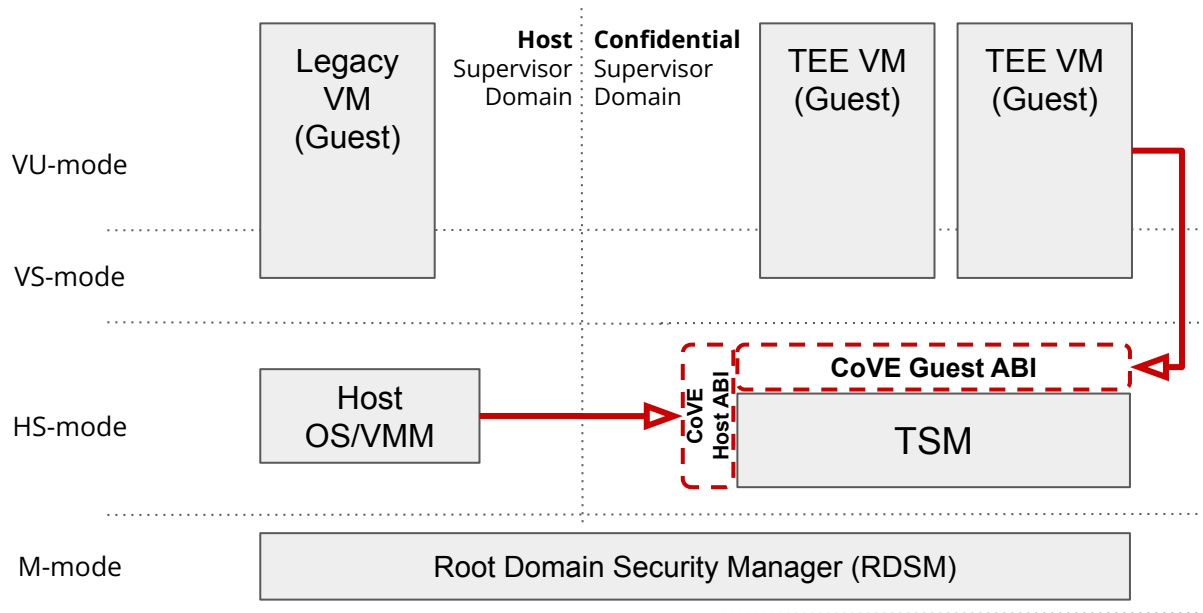 Legacy
VM
(Guest)
Host
Supervisor
Domain
Confidential
Supervisor
Domain
TEE VM
(Guest)
TEE VM
(Guest)
VU-mode
VS-mode
HS-mode
Host
OS/VMM
CoVE
Host ABI
CoVE Guest ABI
TSM
M-mode
Root Domain Security Manager (RDSM)